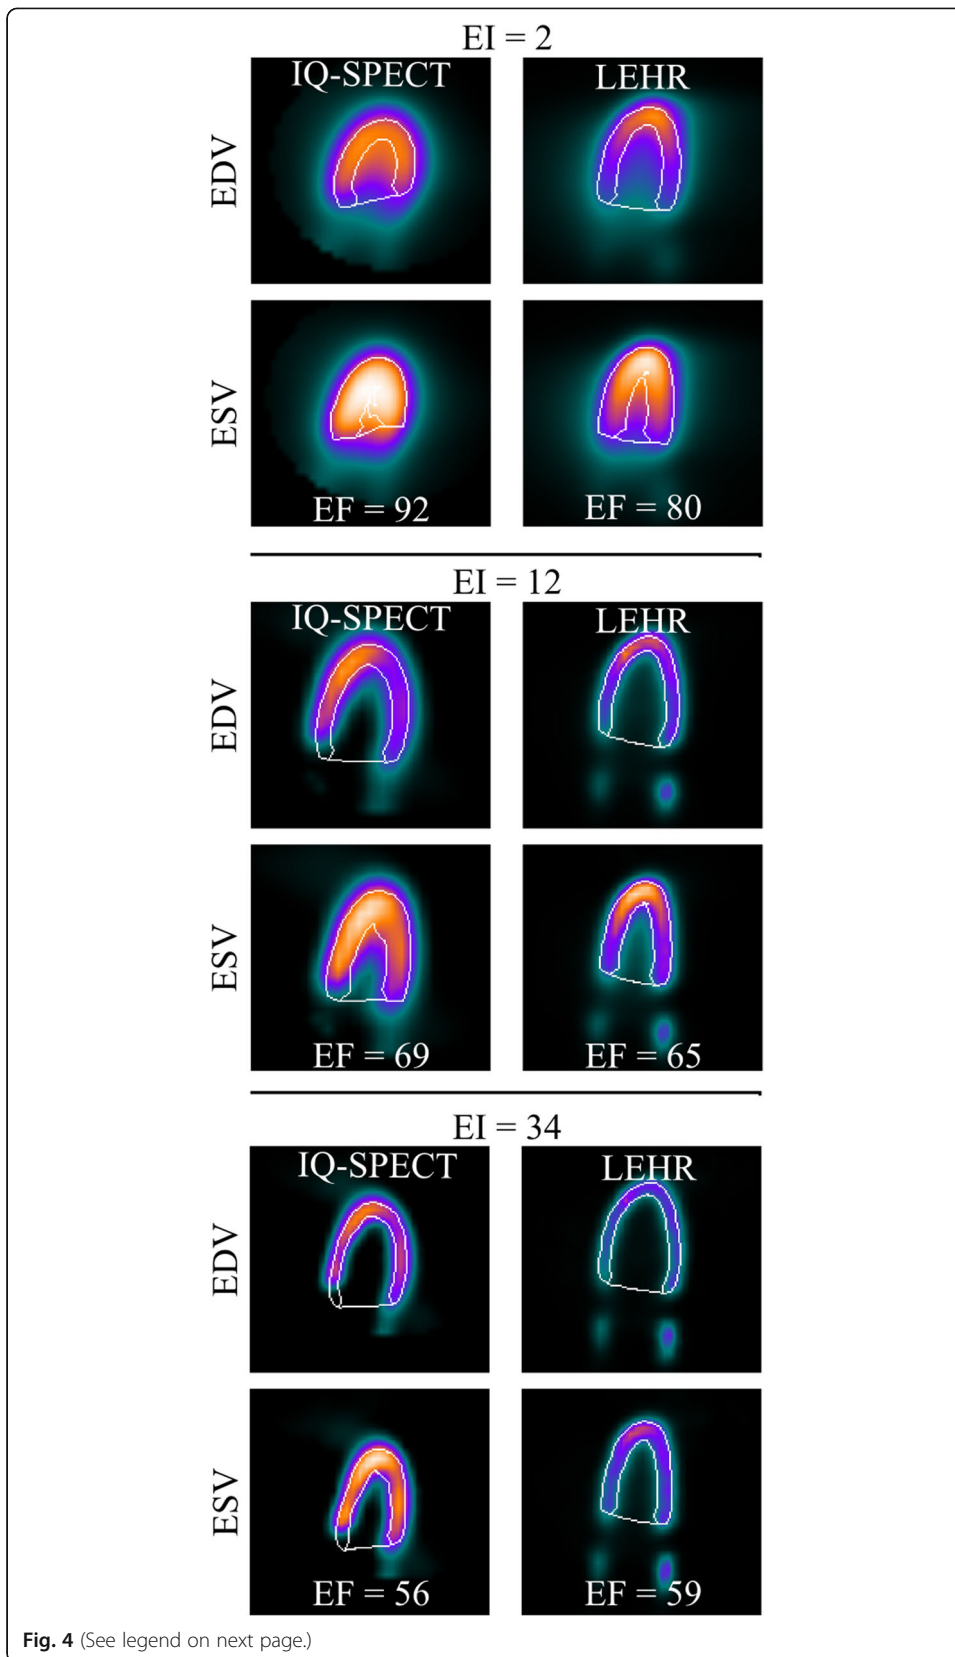 EI = 2
IQ-SPECT LEHR
EDV
ESV
EF = 92 EF = 80
EI = 12
IQ-SPECT LEHR
EDV
ESV
EF = 69 EF = 65
EI = 34
IQ-SPECT LEHR
EDV
ESV
EF = 56 EF = 59
Fig. 4 (See legend on next page.)